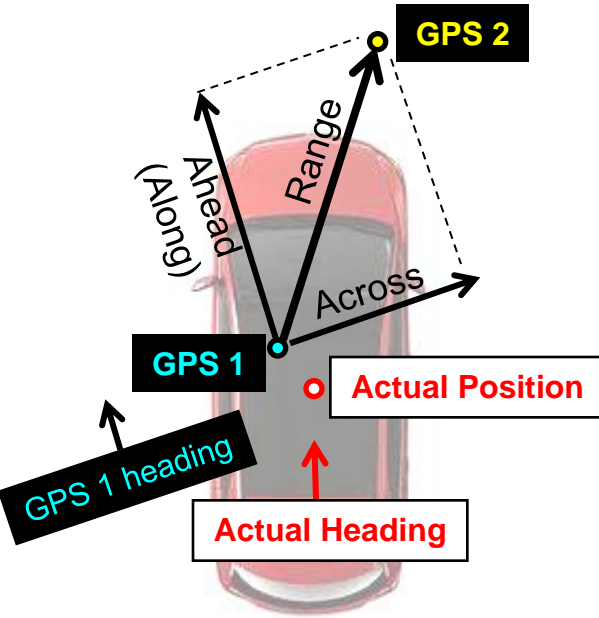 GPS 2
Range
Ahead
(Along)
Across
GPS 1
Actual Position
GPS 1 heading
Actual Heading